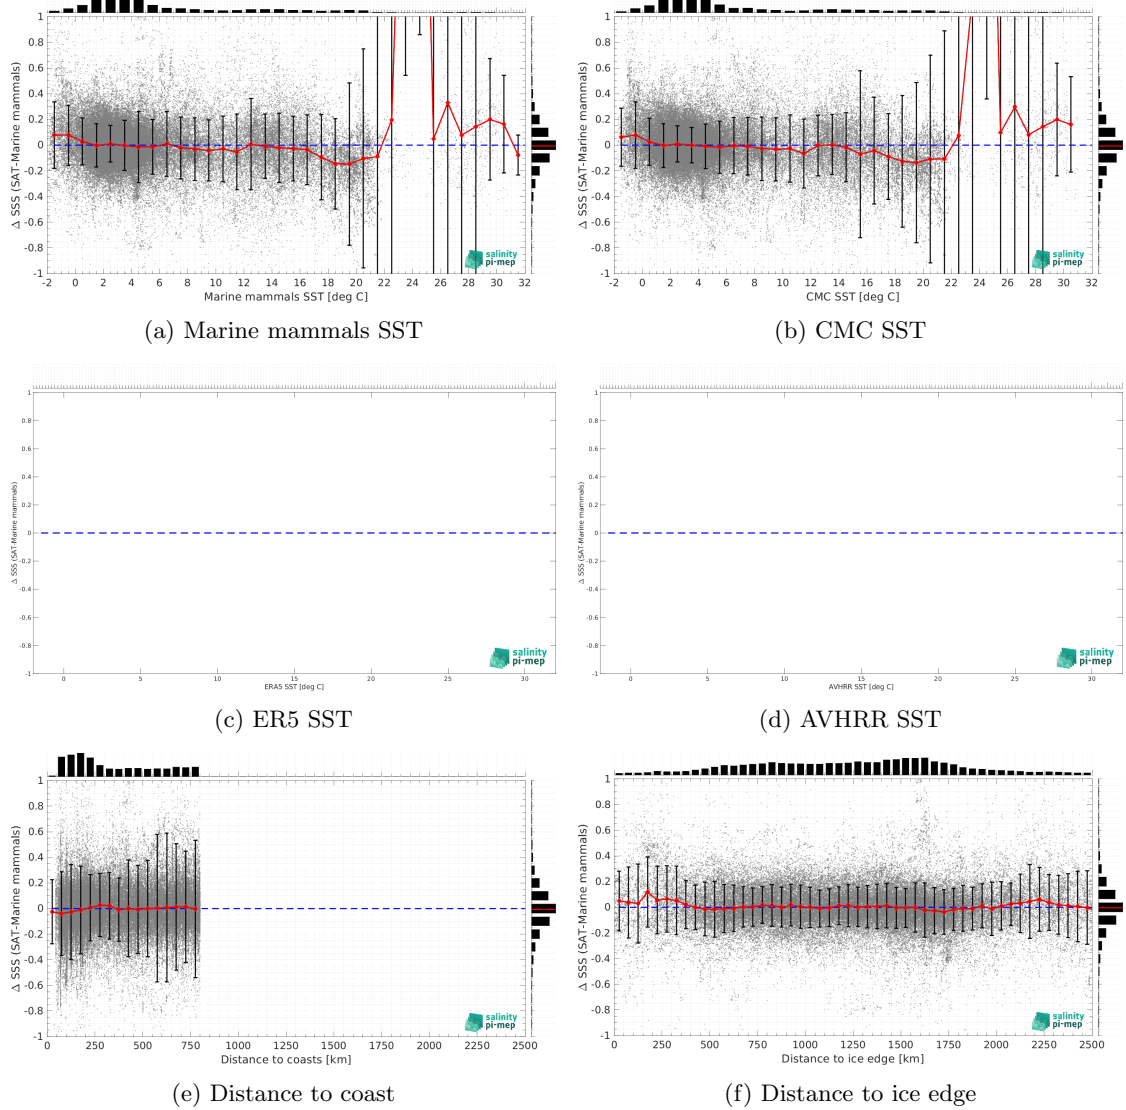 1
0.8
0.6
0.4
0.2
0
-0.2
-0.4
-0.6
-0.8
-1
Δ SSS (SAT-Marine mammals)
-2 0 2 4 6 8 10 12 14 16 18 20 22 24 26 28 30 32
Marine mammals SST [deg C]
salinity
pi-mep
(a) Marine mammals SST
1
0.8
0.6
0.4
0.2
0
-0.2
-0.4
-0.6
-0.8
-1
Δ SSS (SAT-Marine mammals)
-2 0 2 4 6 8 10 12 14 16 18 20 22 24 26 28 30 32
CMC SST [deg C]
salinity
pi-mep
(b) CMC SST
1
0.8
0.6
0.4
0.2
0
-0.2
-0.4
-0.6
-0.8
-1
Δ SSS (SAT-Marine mammals)
0 5 10 15 20 25 30
ERA5 SST [deg C]
salinity
pi-mep
(c) ER5 SST
1
0.8
0.6
0.4
0.2
0
-0.2
-0.4
-0.6
-0.8
-1
Δ SSS (SAT-Marine mammals)
0 5 10 15 20 25 30
AVHRR SST [deg C]
salinity
pi-mep
(d) AVHRR SST
1
0.8
0.6
0.4
0.2
0
-0.2
-0.4
-0.6
-0.8
-1
Δ SSS (SAT-Marine mammals)
0 250 500 750 1000 1250 1500 1750 2000 2250 2500
Distance to coasts [km]
salinity
pi-mep
(e) Distance to coast
1
0.8
0.6
0.4
0.2
0
-0.2
-0.4
-0.6
-0.8
-1
Δ SSS (SAT-Marine mammals)
0 250 500 750 1000 1250 1500 1750 2000 2250 2500
Distance to ice edge [km]
salinity
pi-mep
(f) Distance to ice edge